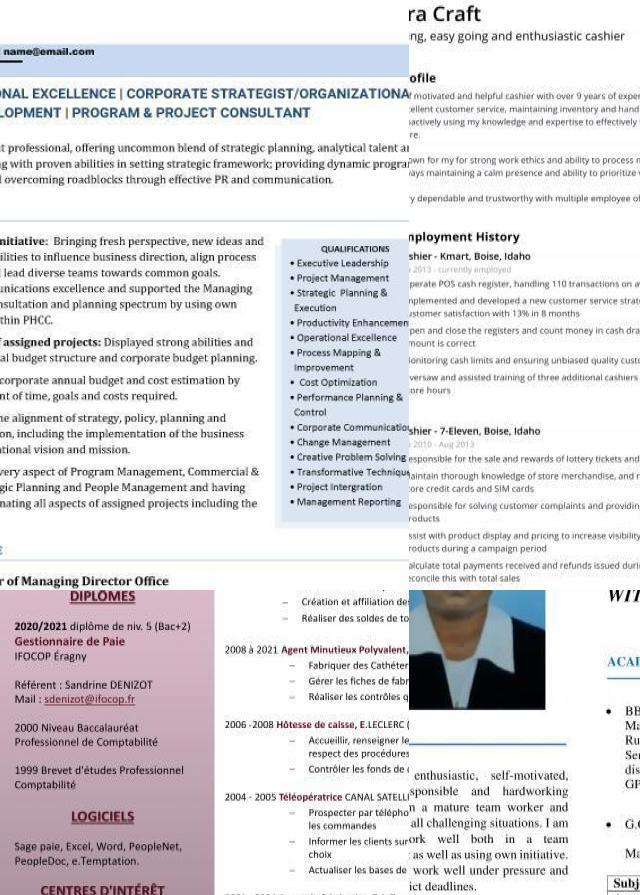 name@email.com
ONAL EXCELLENCE | CORPORATE STRATEGIST/ORGANIZATIONA
LOPMENT | PROGRAM & PROJECT CONSULTANT
t professional, offering uncommon blend of strategic planning, analytical talent ar
ng with proven abilities in setting strategic framework; providing dynamic program
l overcoming roadblocks through effective PR and communication.
nitiative: Bringing fresh perspective, new ideas and
ilities to influence business direction, align process
l lead diverse teams towards common goals.
unications excellence and supported the Managing
nsultation and planning spectrum by using own
thin PHCC.
f assigned projects: Displayed strong abilities and
al budget structure and corporate budget planning.
corporate annual budget and cost estimation by
nt of time, goals and costs required.
ne alignment of strategy, policy, planning and
on, including the implementation of the business
ational vision and mission.
very aspect of Program Management, Commercial &
gic Planning and People Management and having
nating all aspects of assigned projects including the
QUALIFICATIONS
• Executive Leadership
• Project Management
• Strategic Planning &
Execution
• Productivity Enhancemen
• Operational Excellence
• Process Mapping &
Improvement
• Cost Optimization
• Performance Planning &
Control
• Corporate Communicatio
• Change Management
• Creative Problem Solving
• Transformative Technique
• Project Intergration
• Management Reporting
r of Managing Director Office
ra Craft
ng, easy going and enthusiastic cashier
ofile
motivated and helpful cashier with over 9 years of exper
cellent customer service, maintaining inventory and hand
actively using my knowledge and expertise to effectively
re.
own for my for strong work ethics and ability to process m
ays maintaining a calm presence and ability to prioritize
y dependable and trustworthy with multiple employee of
mployment History
shier - Kmart, Boise, Idaho
2013 - currently employed
perate POS cash register, handling 110 transactions on a
mplemented and developed a new customer service strate
ustomer satisfaction with 13% in 8 months
pen and close the registers and count money in cash dra
mount is correct
onitoring cash limits and ensuring unbiased quality custo
versaw and assisted training of three additional cashiers
ore hours
shier - 7-Eleven, Boise, Idaho
2010 - Aug 2013
esponsible for the sale and rewards of lottery tickets and
aintain thorough knowledge of store merchandise, and r
ore credit cards and SIM cards
esponsible for solving customer complaints and providin
roducts
ssist with product display and pricing to increase visibility
roducts during a campaign period
alculate total payments received and refunds issued duri
econcile this with total sales
DIPLÔMES
2020/2021 diplôme de niv. 5 (Bac+2)
Gestionnaire de Paie
IFOCOP Éragny
Référent : Sandrine DENIZOT
Mail : sdenizot@ifocop.fr
2000 Niveau Baccalauréat
Professionnel de Comptabilité
1999 Brevet d'études Professionnel
Comptabilité
LOGICIELS
Sage paie, Excel, Word, PeopleNet,
PeopleDoc, e.Temptation.
CENTRES D'INTÉRÊT
– Création et affiliation de
– Réaliser des soldes de to
2008 à 2021 Agent Minutieux Polyvalent,
– Fabriquer des Cathéter
– Gérer les fiches de fabr
– Réaliser les contrôles q
2006 -2008 Hôtesse de caisse, E.LECLERC (
– Accueillir, renseigner le
respect des procédures
– Contrôler les fonds de
2004 - 2005 Téléopératrice CANAL SATELLI
– Prospecter par télépho
les commandes
– Informer les clients sur
choix
– Actualiser les bases de
enthusiastic, self-motivated,
sponsible and hardworking
n a mature team worker and
all challenging situations. I am
ork well both in a team
as well as using own initiative.
work well under pressure and
ict deadlines.
WIT
ACAD
• BB
Ma
Ru
Ser
dis
GP
• G.C
Ma
Subj